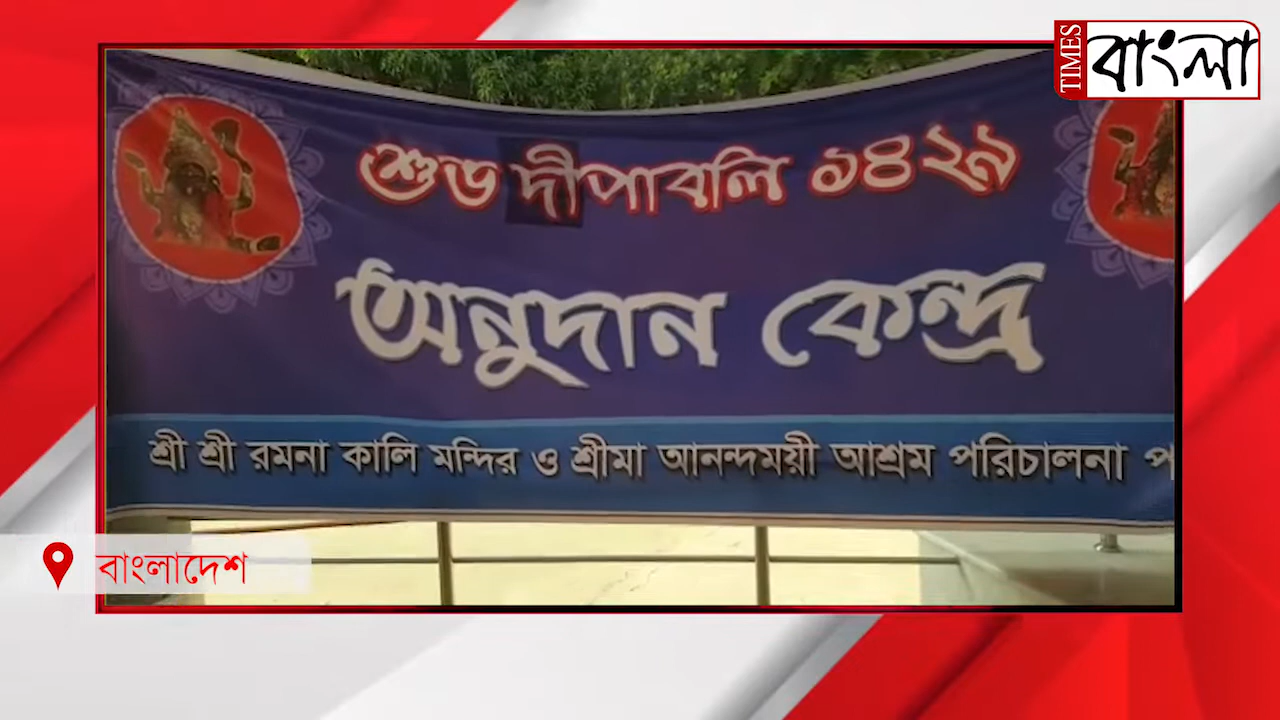 TIMES বাংলা
শুভ দীপাবলি ১৪২৯
অনুদান কেন্দ্র
শ্রী শ্রী রমনা কালি মন্দির ও শ্রীমা আনন্দময়ী আশ্রম পরিচালনা প
বাংলাদেশ